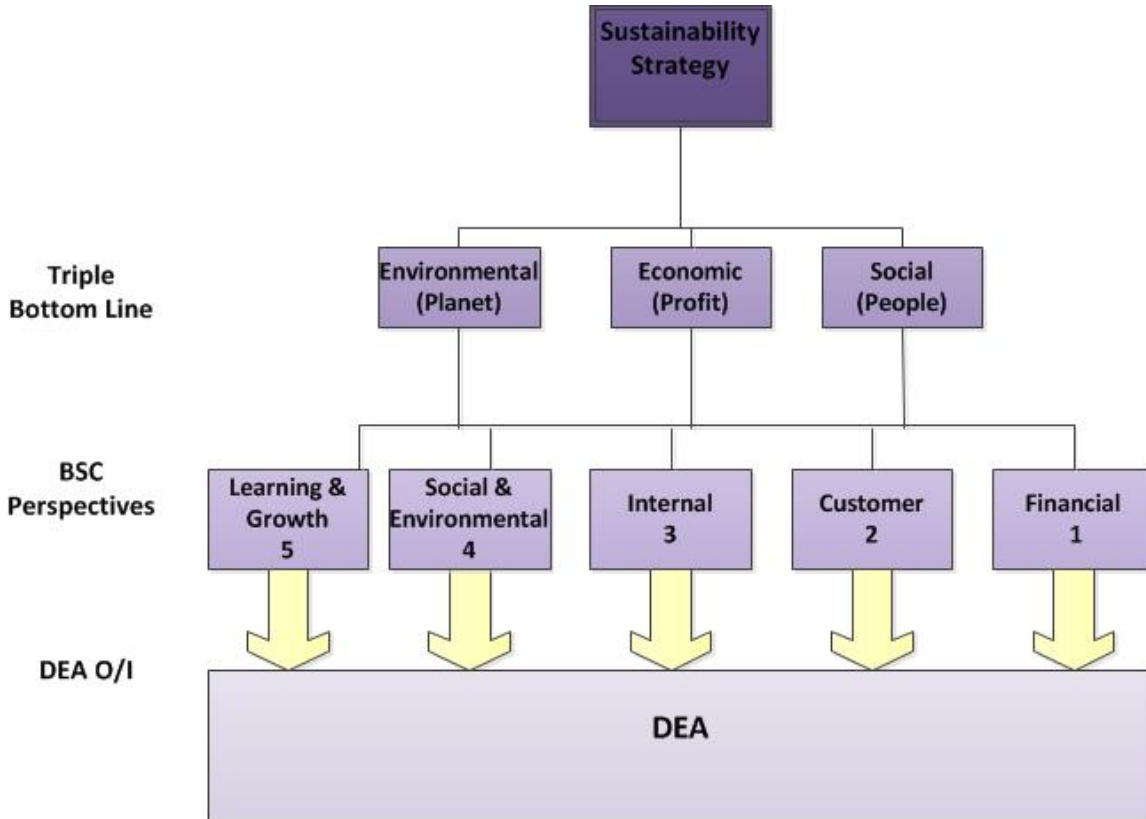 Sustainability
Strategy
Triple
Bottom Line
Environmental
(Planet)
Economic
(Profit)
Social
(People)
BSC
Perspectives
Learning &
Growth
5
Social &
Environmental
4
Internal
3
Customer
2
Financial
1
DEA O/I
DEA